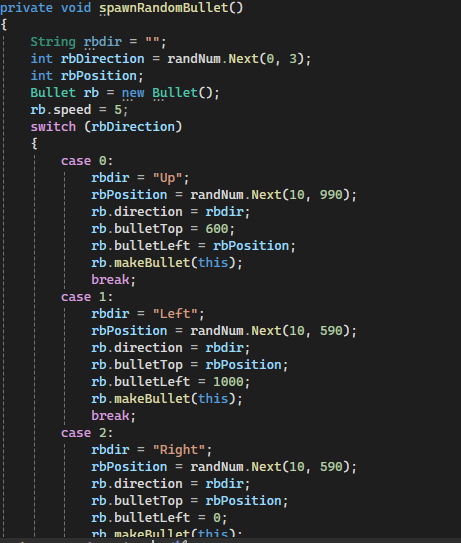 private void spawnRandomBullet()
{
String rbdir = "";
int rbDirection = randNum.Next(0, 3);
int rbPosition;
Bullet rb = new Bullet();
rb.speed = 5;
switch (rbDirection)
{
case 0:
rbdir = "Up";
rbPosition = randNum.Next(10, 990);
rb.direction = rbdir;
rb.bulletTop = 600;
rb.bulletLeft = rbPosition;
rb.makeBullet(this);
break;
case 1:
rbdir = "Left";
rbPosition = randNum.Next(10, 590);
rb.direction = rbdir;
rb.bulletTop = rbPosition;
rb.bulletLeft = 1000;
rb.makeBullet(this);
break;
case 2:
rbdir = "Right";
rbPosition = randNum.Next(10, 590);
rb.direction = rbdir;
rb.bulletTop = rbPosition;
rb.bulletLeft = 0;
rb.makeBullet(this);